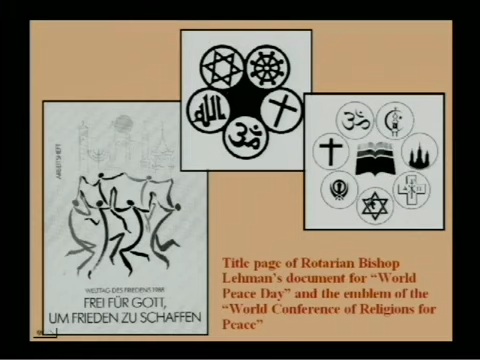 ARBEITSHEFT
WELTTAG DES FRIEDENS 1988
FREI FÜR GOTT,
UM FRIEDEN ZU SCHAFFEN
ॐ
الله
ॐ
Title page of Rotarian Bishop
Lehman's document for "World
Peace Day" and the emblem of the
"World Conference of Religions for
Peace"